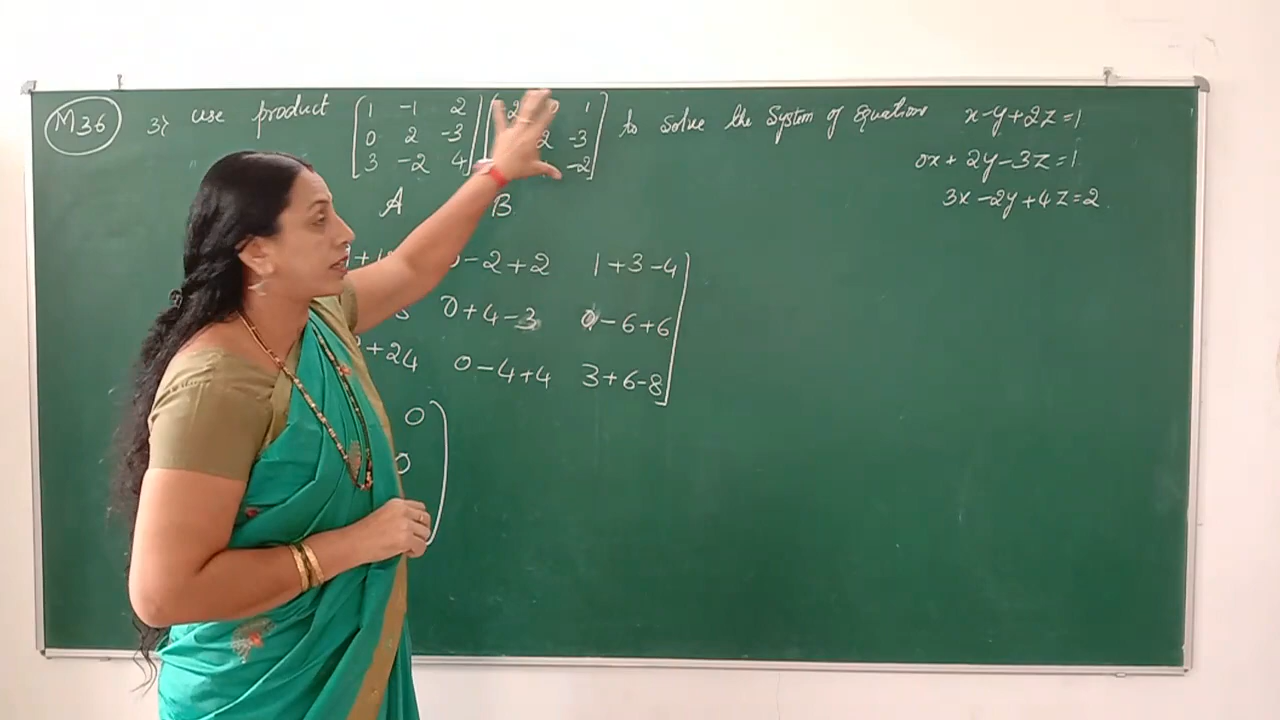 M36 3) use product [1 -1 2] [-2 0 1] to solve the System of equations x-y+2z=1
[0 2 -3] [2 -3] 0x+2y-3z=1
[3 -2 4] [-2] 3x-2y+4z=2
A B
-2+2 1+3-4
0+4-3 0-6+6
+24 0-4+4 3+6-8
0
0